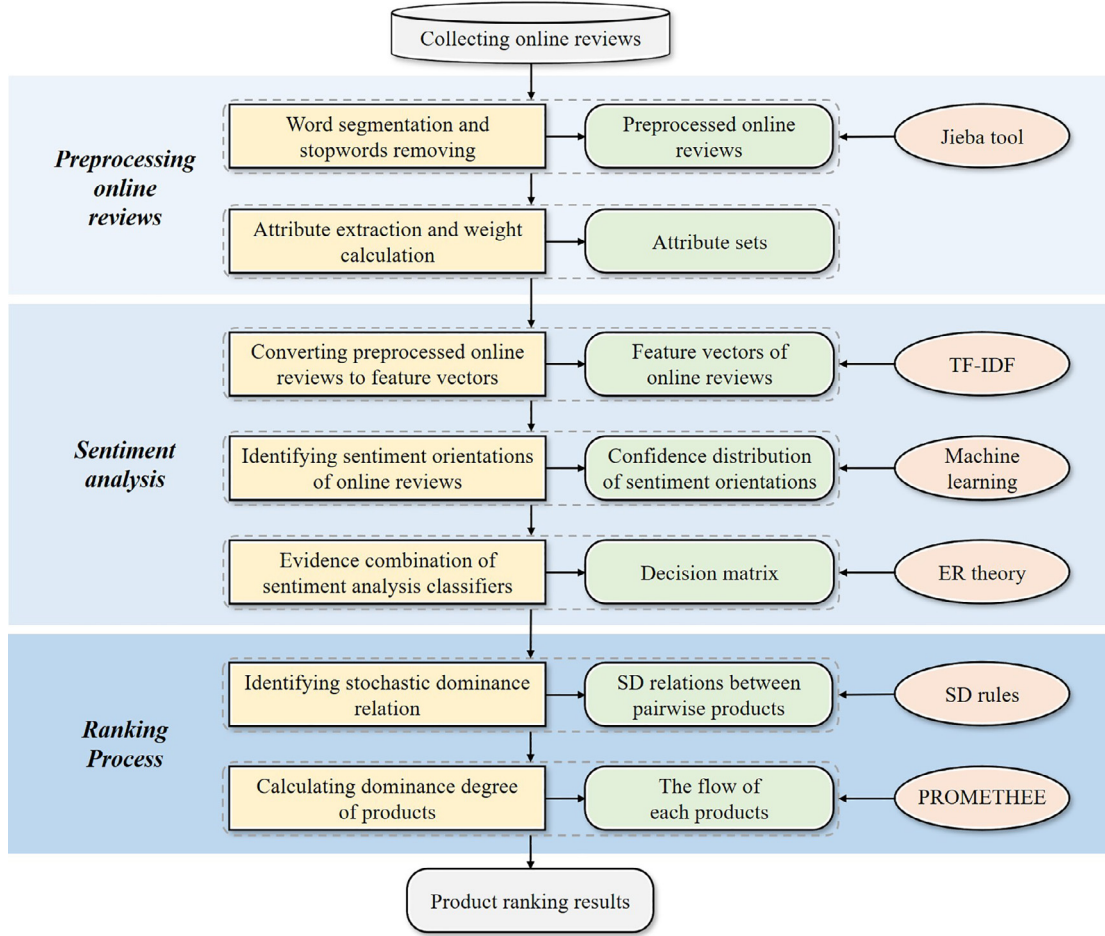 Collecting online reviews
Preprocessing
online
reviews
Word segmentation and
stopwords removing
Preprocessed online
reviews
Jieba tool
Attribute extraction and weight
calculation
Attribute sets
Sentiment
analysis
Converting preprocessed online
reviews to feature vectors
Feature vectors of
online reviews
TF-IDF
Identifying sentiment orientations
of online reviews
Confidence distribution
of sentiment orientations
Machine
learning
Evidence combination of
sentiment analysis classifiers
Decision matrix
ER theory
Ranking
Process
Identifying stochastic dominance
relation
SD relations between
pairwise products
SD rules
Calculating dominance degree
of products
The flow of
each products
PROMETHEE
Product ranking results